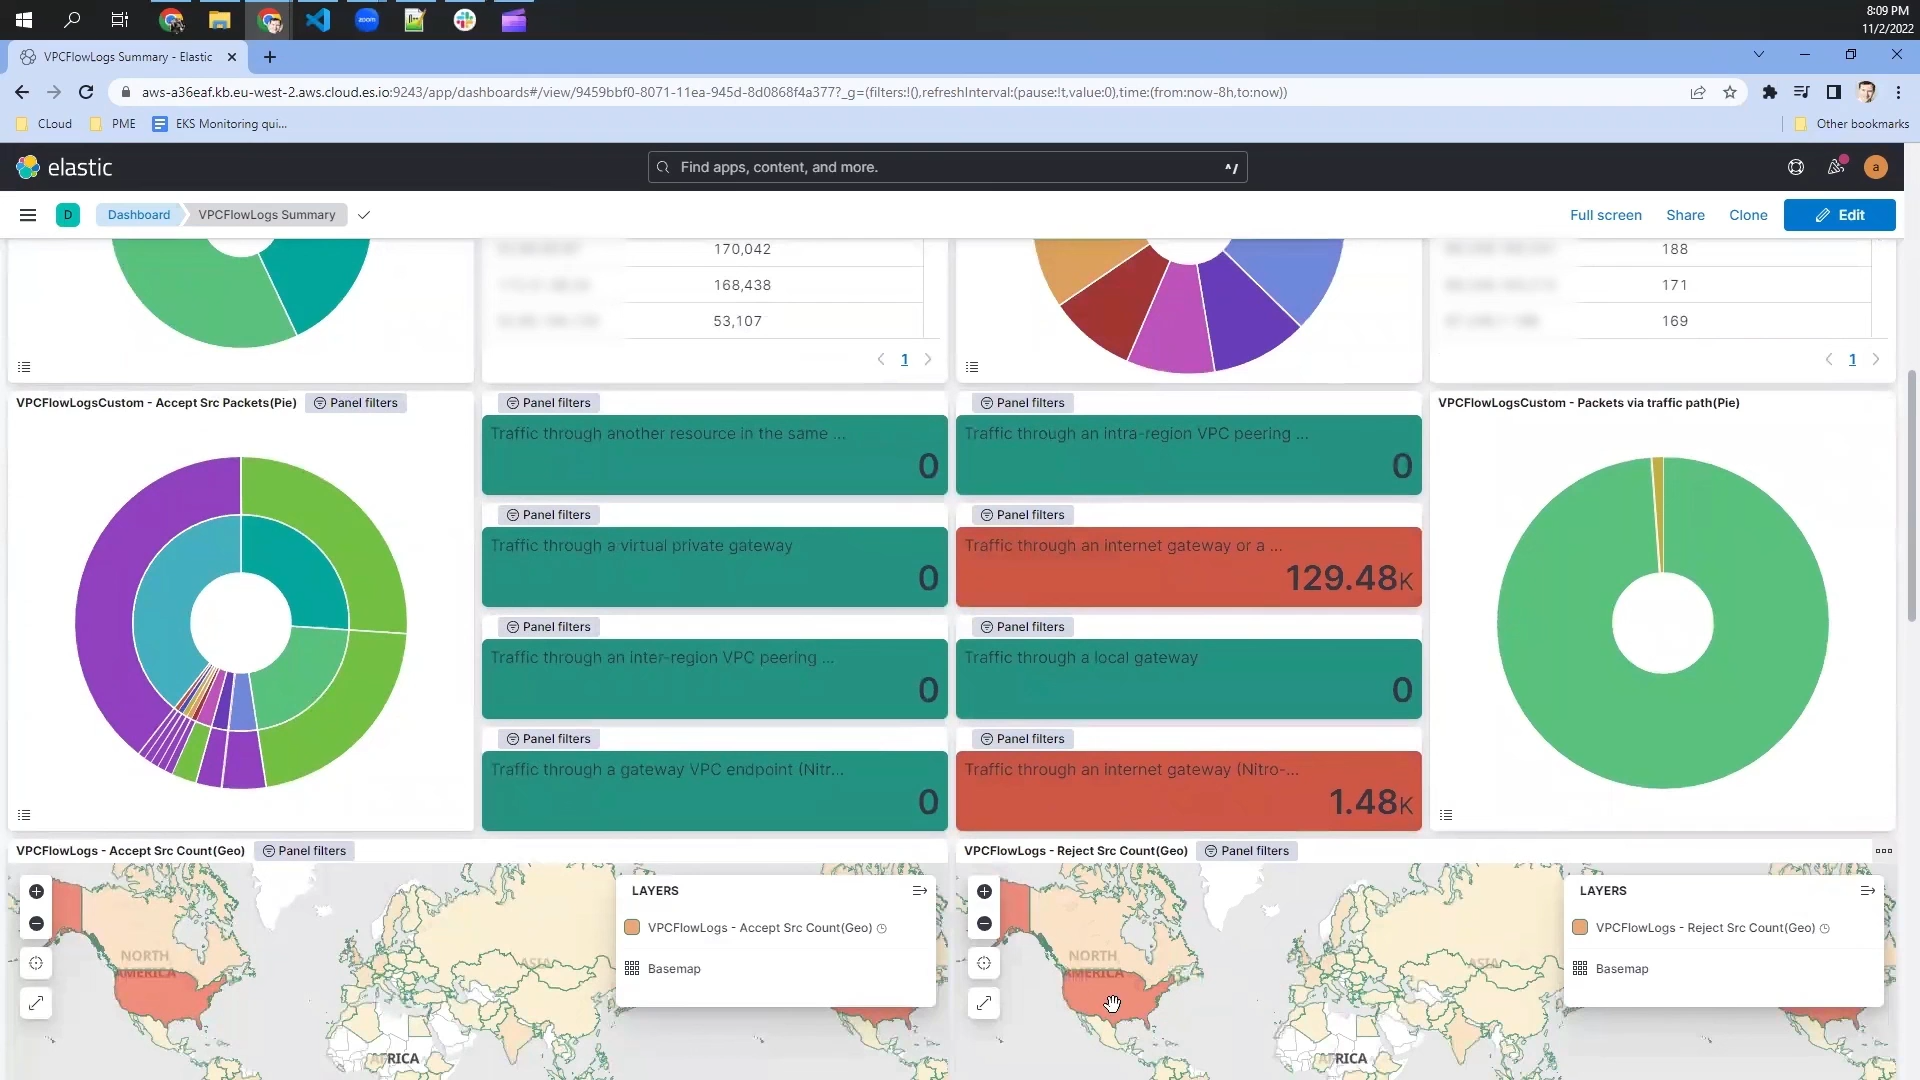 8:09 PM
11/2/2022
zoom
VPCFlowLogs Summary - Elastic
aws-a36eaf.kb.eu-west-2.aws.cloud.es.io:9243/app/dashboards#/view/9459bbf0-8071-11ea-945d-8d0868f4a377?_g=(filters:!(),refreshInterval:(pause:!t,value:0),time:(from:now-8h,to:now))
CLoud
PME
EKS Monitoring qui...
Other bookmarks
elastic
Find apps, content, and more.
^/
a
D
Dashboard
VPCFlowLogs Summary
Full screen
Share
Clone
Edit
170,042
168,438
53,107
1
188
171
169
1
VPCFlowLogsCustom - Accept Src Packets(Pie)
Panel filters
Panel filters
Traffic through another resource in the same ...
0
Panel filters
Traffic through an intra-region VPC peering ...
0
VPCFlowLogsCustom - Packets via traffic path(Pie)
Panel filters
Traffic through a virtual private gateway
0
Panel filters
Traffic through an internet gateway or a ...
129.48K
Panel filters
Traffic through an inter-region VPC peering ...
0
Panel filters
Traffic through a local gateway
0
Panel filters
Traffic through a gateway VPC endpoint (Nitr...
0
Panel filters
Traffic through an internet gateway (Nitro-...
1.48K
VPCFlowLogs - Accept Src Count(Geo)
Panel filters
NORTH
AMERICA
ASIA
AFRICA
LAYERS
VPCFlowLogs - Accept Src Count(Geo)
Basemap
VPCFlowLogs - Reject Src Count(Geo)
Panel filters
NORTH
AMERICA
ASIA
AFRICA
LAYERS
VPCFlowLogs - Reject Src Count(Geo)
Basemap